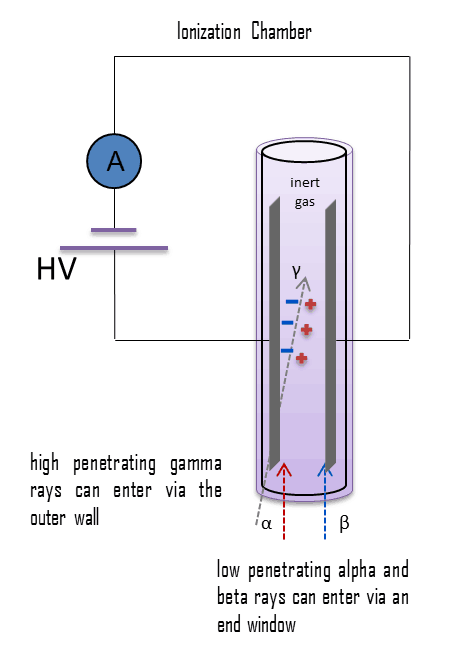 Ionization Chamber
A
HV
inert
gas
γ
high penetrating gamma
rays can enter via the
outer wall
α
β
low penetrating alpha and
beta rays can enter via an
end window